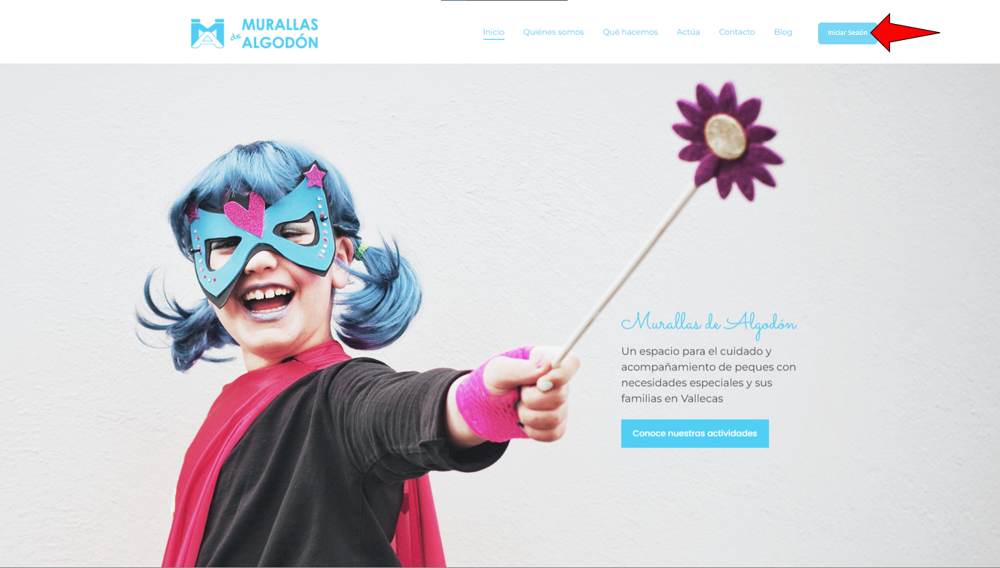 MURALLAS
de ALGODÓN
Inicio Quiénes somos Qué hacemos Actúa Contacto Blog Iniciar Sesión
Murallas de Algodón
Un espacio para el cuidado y
acompañamiento de peques con
necesidades especiales y sus
familias en Vallecas
Conoce nuestras actividades